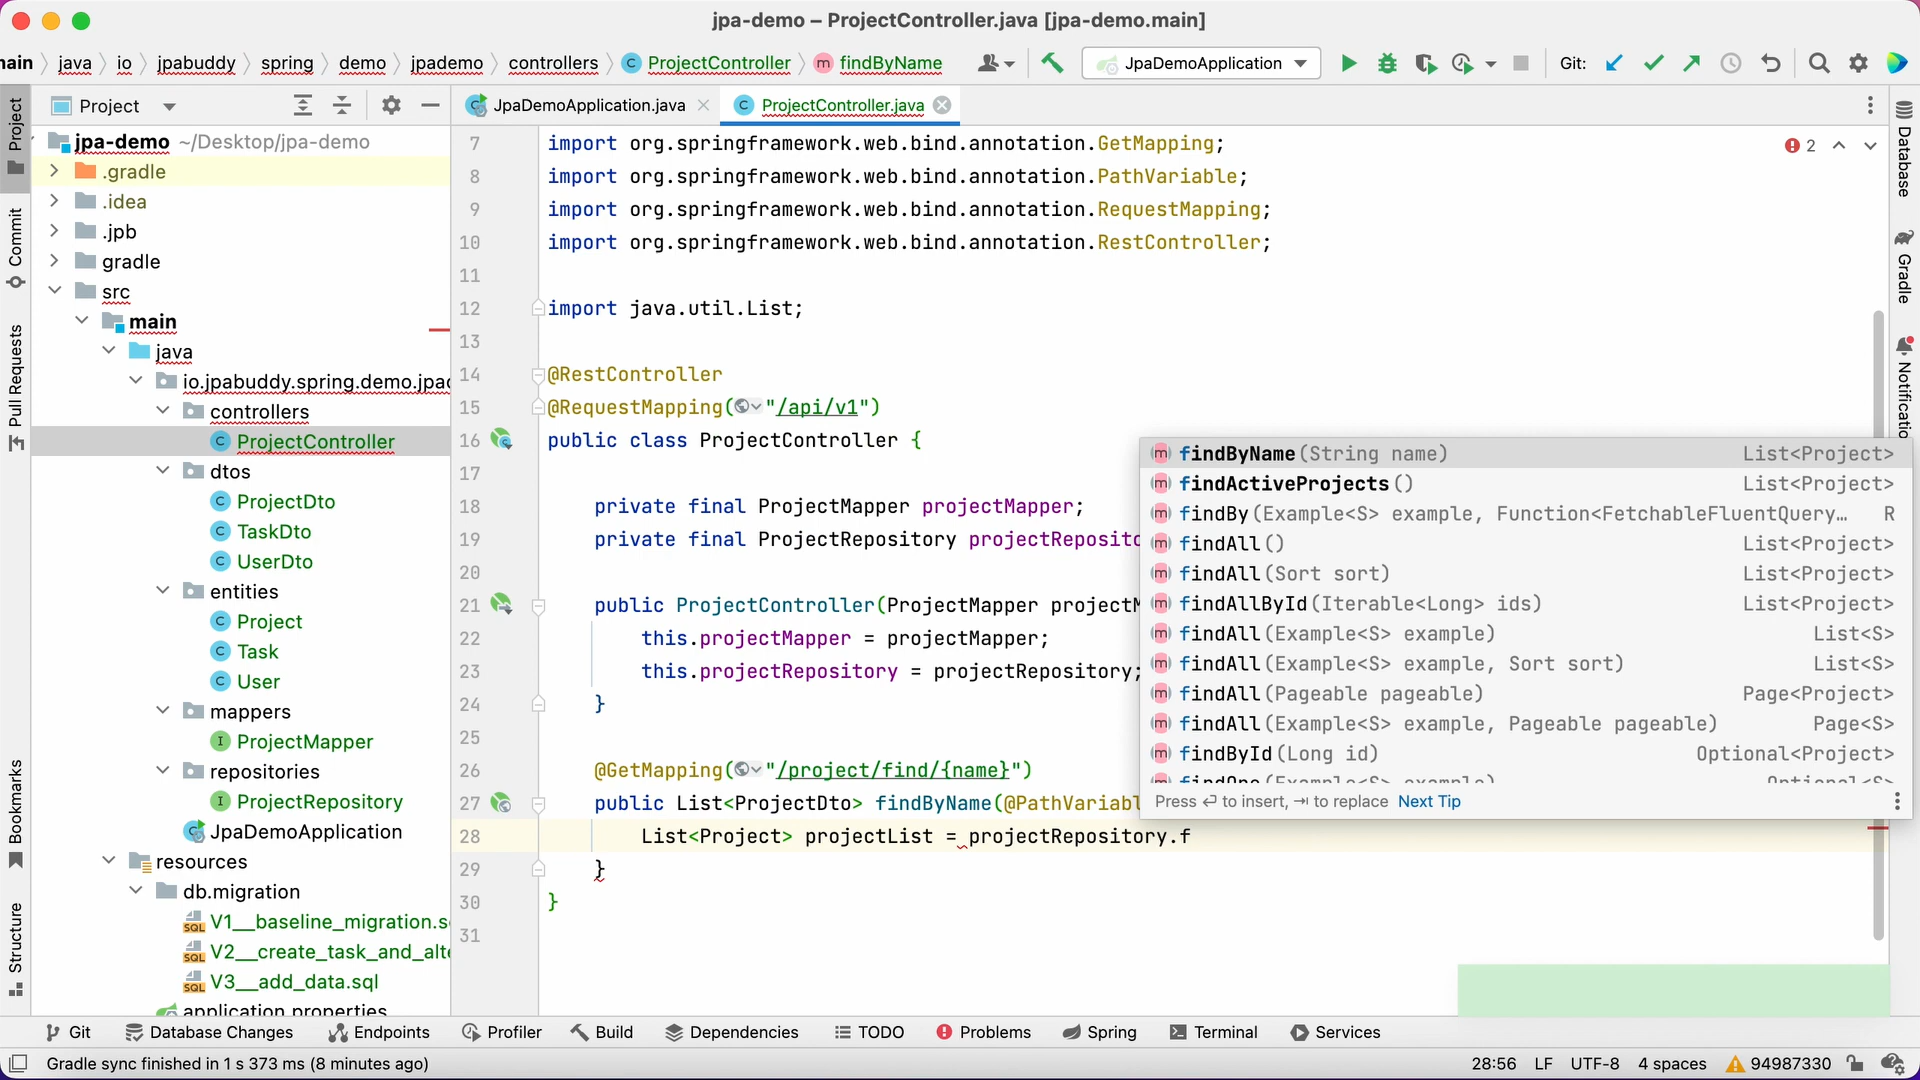 jpa-demo – ProjectController.java [jpa-demo.main]
main
java
io
jpabuddy
spring
demo
jpademo
controllers
ProjectController
findByName
JpaDemoApplication
Git:
Project
JpaDemoApplication.java
ProjectController.java
Project
Commit
Pull Requests
Bookmarks
Structure
jpa-demo ~/Desktop/jpa-demo
.gradle
.idea
.jpb
gradle
src
main
java
io.jpabuddy.spring.demo.jpad
controllers
ProjectController
dtos
ProjectDto
TaskDto
UserDto
entities
Project
Task
User
mappers
ProjectMapper
repositories
ProjectRepository
JpaDemoApplication
resources
db.migration
V1__baseline_migration.s
V2__create_task_and_alt
V3__add_data.sql
application.properties
7 import org.springframework.web.bind.annotation.GetMapping;
8 import org.springframework.web.bind.annotation.PathVariable;
9 import org.springframework.web.bind.annotation.RequestMapping;
10 import org.springframework.web.bind.annotation.RestController;
11
12 import java.util.List;
13
14 @RestController
15 @RequestMapping("/api/v1")
16 public class ProjectController {
17
18 private final ProjectMapper projectMapper;
19 private final ProjectRepository projectReposito
20
21 public ProjectController(ProjectMapper projectM
22 this.projectMapper = projectMapper;
23 this.projectRepository = projectRepository;
24 }
25
26 @GetMapping("/project/find/{name}")
27 public List<ProjectDto> findByName(@PathVariabl
28 List<Project> projectList = projectRepository.f
29 }
30 }
31
2
findByName(String name) List<Project>
findActiveProjects() List<Project>
findBy(Example<S> example, Function<FetchableFluentQuery… R
findAll() List<Project>
findAll(Sort sort) List<Project>
findAllById(Iterable<Long> ids) List<Project>
findAll(Example<S> example) List<S>
findAll(Example<S> example, Sort sort) List<S>
findAll(Pageable pageable) Page<Project>
findAll(Example<S> example, Pageable pageable) Page<S>
findById(Long id) Optional<Project>
findOne(Example<S> example) Optional<S>
Press ↵ to insert, ⇥ to replace Next Tip
Database
Gradle
Notificatio
SQL
SQL
SQL
Git
Database Changes
Endpoints
Profiler
Build
Dependencies
TODO
Problems
Spring
Terminal
Services
Gradle sync finished in 1 s 373 ms (8 minutes ago)
28:56
LF
UTF-8
4 spaces
94987330